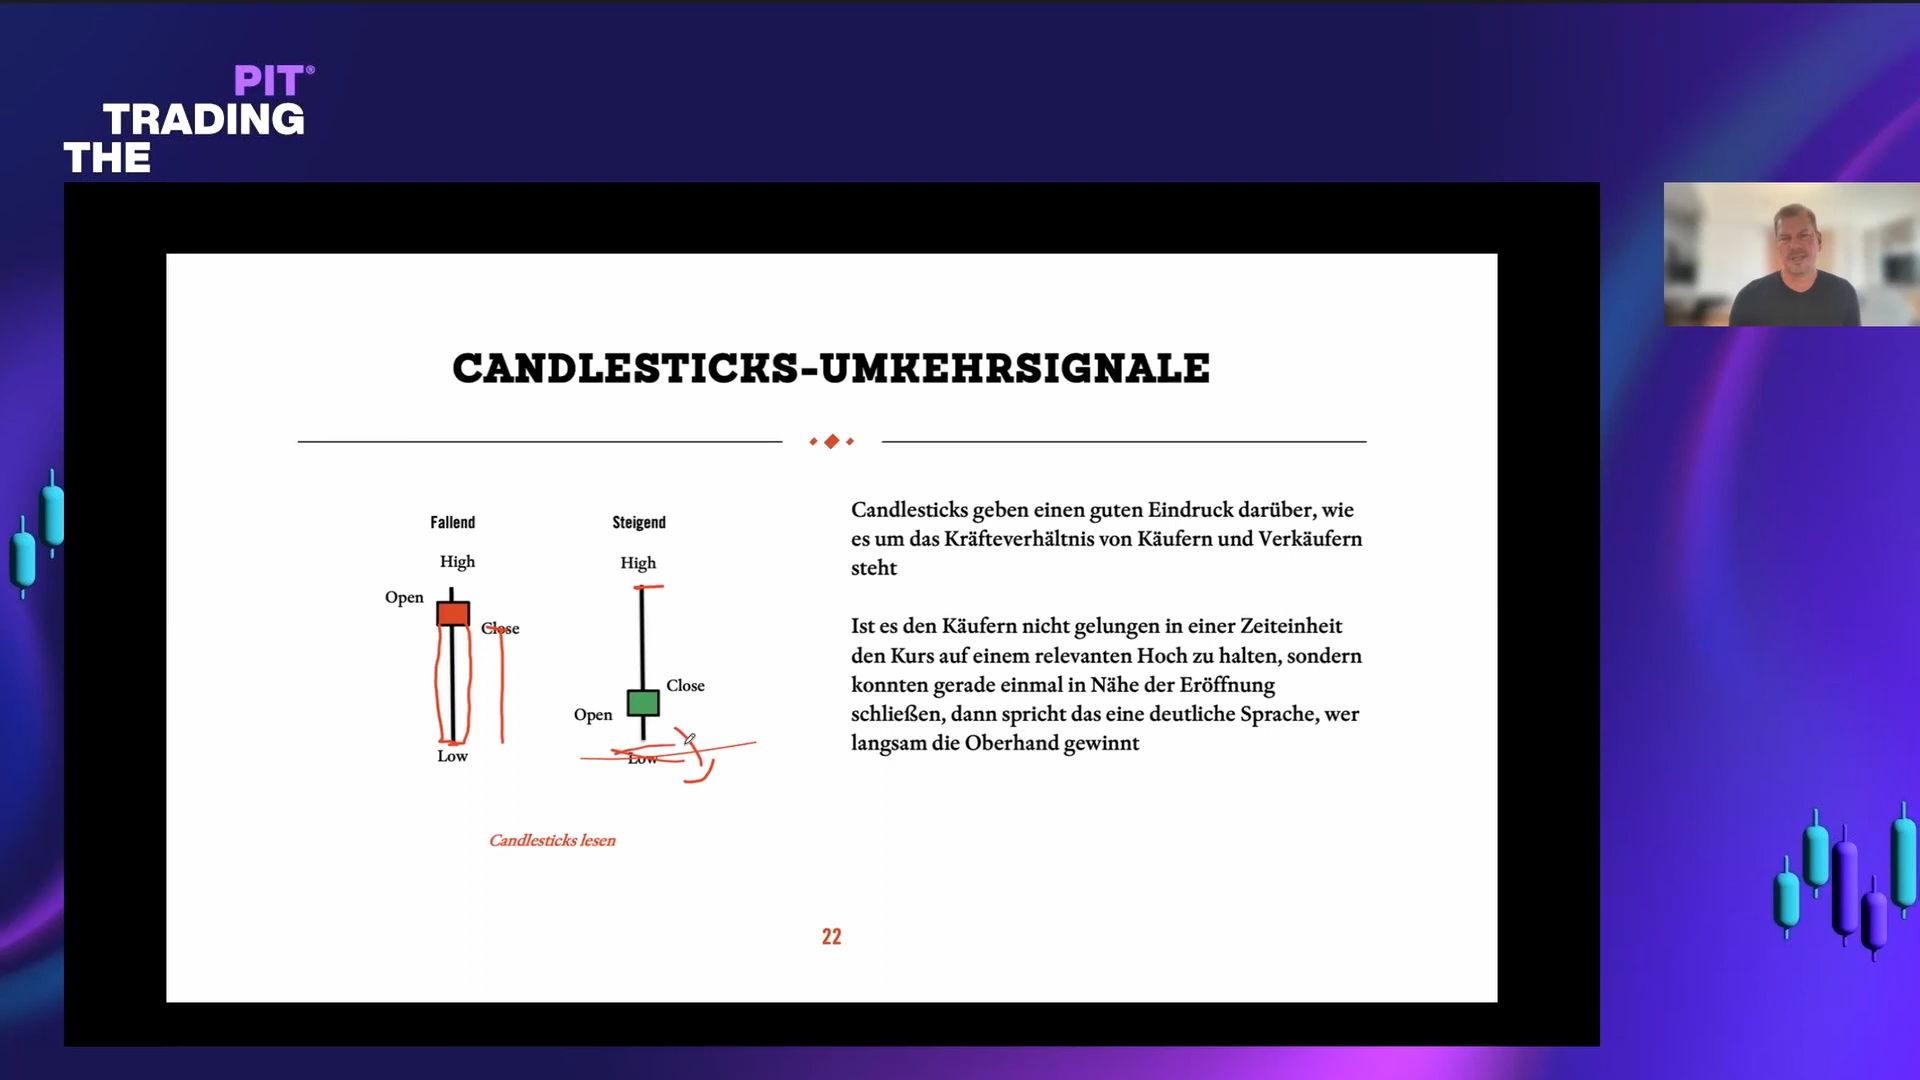 PIT®
TRADING
THE
CANDLESTICKS-UMKEHRSIGNALE
Fallend
High
Open
Close
Low
Steigend
High
Close
Open
Low
Candlesticks lesen
Candlesticks geben einen guten Eindruck darüber, wie
es um das Kräfteverhältnis von Käufern und Verkäufern
steht
Ist es den Käufern nicht gelungen in einer Zeiteinheit
den Kurs auf einem relevanten Hoch zu halten, sondern
konnten gerade einmal in Nähe der Eröffnung
schließen, dann spricht das eine deutliche Sprache, wer
langsam die Oberhand gewinnt
22